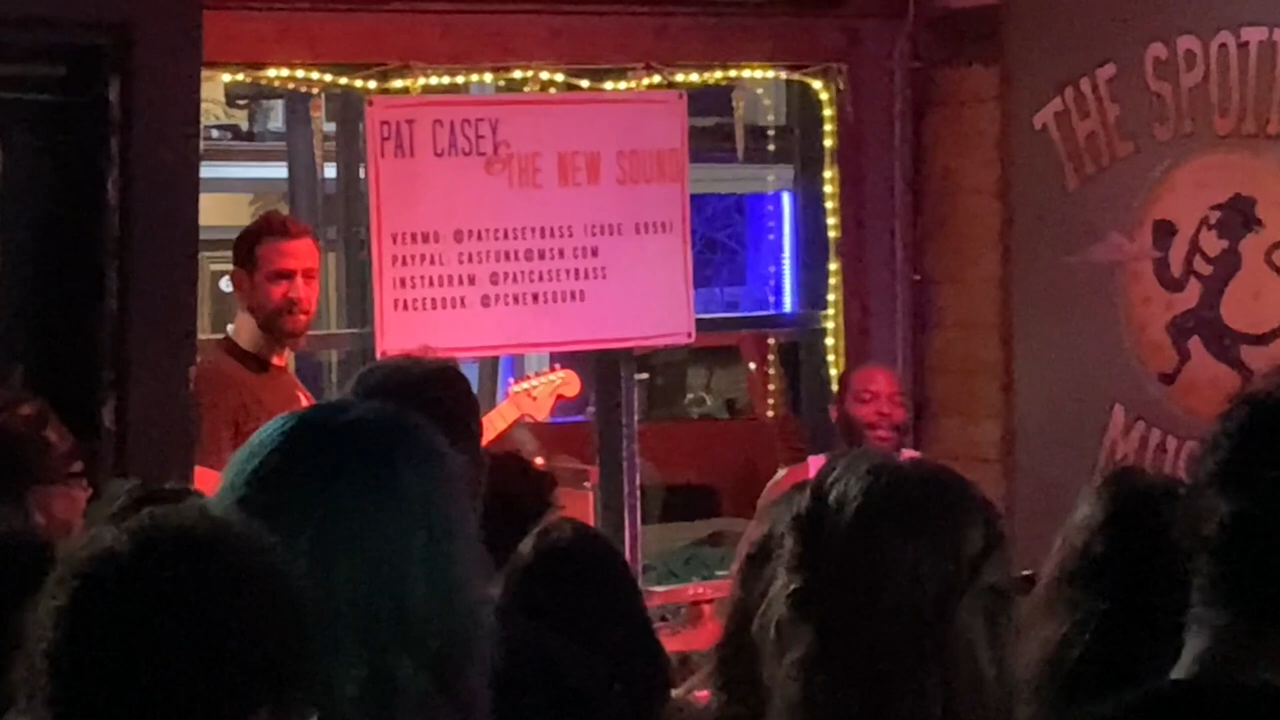 PAT CASEY
& THE NEW SOUND
VENMO: @PATCASEYBASS (CODE 6959)
PAYPAL: CASFUNK@MSN.COM
INSTAGRAM: @PATCASEYBASS
FACEBOOK: @PCNEWSOUND
THE SPOT
MUS